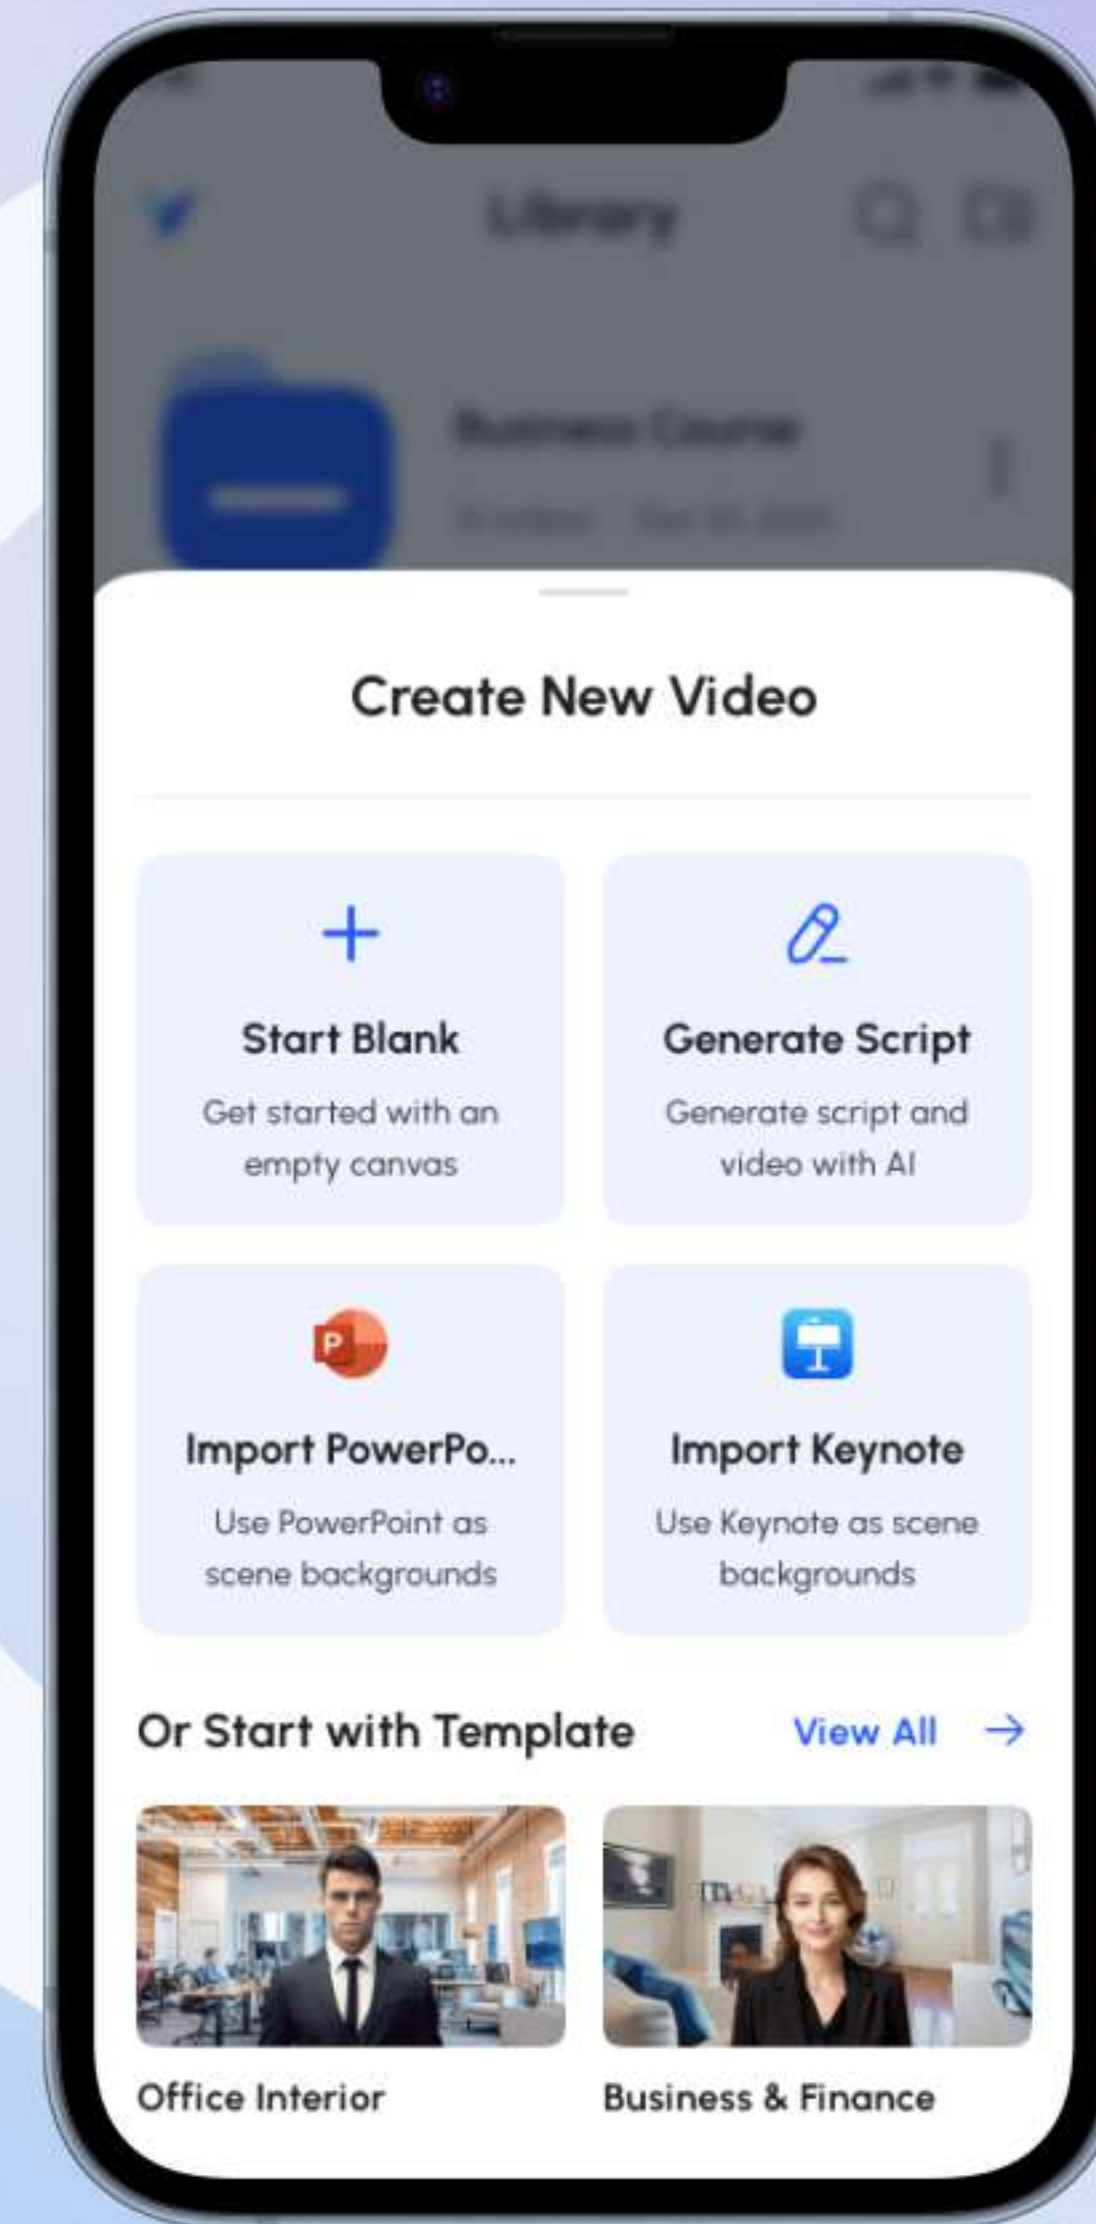 Library
Business Course
Create New Video
Start Blank
Get started with an
empty canvas
Generate Script
Generate script and
video with AI
P
Import PowerPo...
Use PowerPoint as
scene backgrounds
Import Keynote
Use Keynote as scene
backgrounds
Or Start with Template
View All
Office Interior
Business & Finance